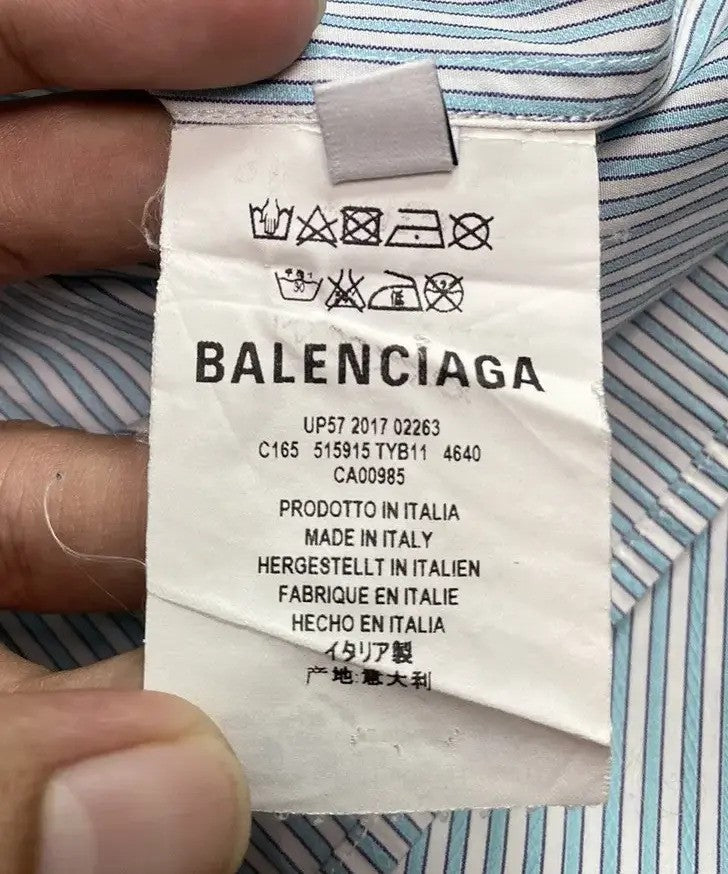 BALENCIAGA
UP57 2017 02263
C165 515915 TYB11 4640
CA00985
PRODOTTO IN ITALIA
MADE IN ITALY
HERGESTELLT IN ITALIEN
FABRIQUE EN ITALIE
HECHO EN ITALIA
イタリア製
产地:意大利